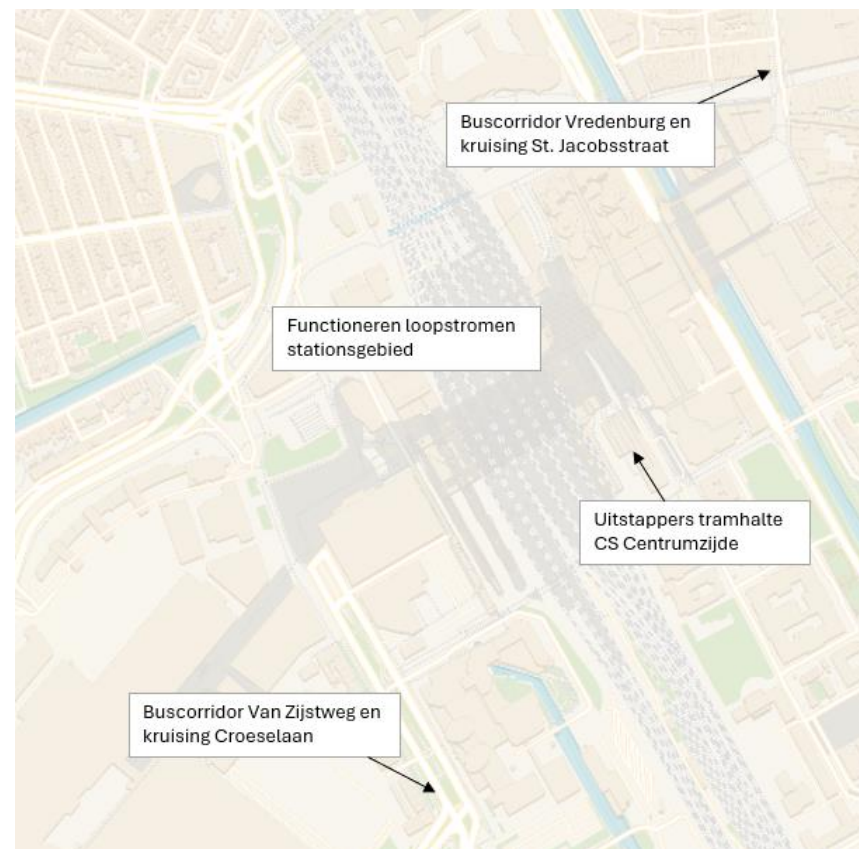 Buscorridor Vredenburg en
kruising St. Jacobsstraat
Functioneren loopstromen
stationsgebied
Uitstappers tramhalte
CS Centrumzijde
Buscorridor Van Zijstweg en
kruising Croeselaan